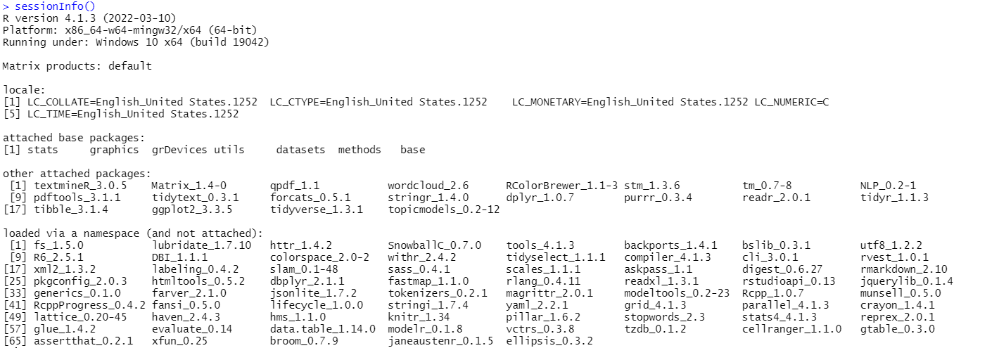 > sessionInfo()
R version 4.1.3 (2022-03-10)
Platform: x86_64-w64-mingw32/x64 (64-bit)
Running under: Windows 10 x64 (build 19042)

Matrix products: default

locale:
[1] LC_COLLATE=English_United States.1252  LC_CTYPE=English_United States.1252    LC_MONETARY=English_United States.1252 LC_NUMERIC=C
[5] LC_TIME=English_United States.1252

attached base packages:
[1] stats     graphics  grDevices utils     datasets  methods   base

other attached packages:
 [1] textmineR_3.0.5    Matrix_1.4-0       qpdf_1.1           wordcloud_2.6      RColorBrewer_1.1-3 stm_1.3.6          tm_0.7-8           NLP_0.2-1
 [9] pdftools_3.1.1     tidytext_0.3.1     forcats_0.5.1      stringr_1.4.0      dplyr_1.0.7        purrr_0.3.4        readr_2.0.1        tidyr_1.1.3
[17] tibble_3.1.4       ggplot2_3.3.5      tidyverse_1.3.1    topicmodels_0.2-12

loaded via a namespace (and not attached):
 [1] fs_1.5.0           lubridate_1.7.10   httr_1.4.2         SnowballC_0.7.0    tools_4.1.3        backports_1.4.1    bslib_0.3.1        utf8_1.2.2
 [9] R6_2.5.1           DBI_1.1.1          colorspace_2.0-2   withr_2.4.2        tidyselect_1.1.1   compiler_4.1.3     cli_3.0.1          rvest_1.0.1
[17] xml2_1.3.2         labeling_0.4.2     slam_0.1-48        sass_0.4.1         scales_1.1.1       askpass_1.1        digest_0.6.27      rmarkdown_2.10
[25] pkgconfig_2.0.3    htmltools_0.5.2    dbplyr_2.1.1       fastmap_1.1.0      rlang_0.4.11       readxl_1.3.1       rstudioapi_0.13    jquerylib_0.1.4
[33] generics_0.1.0     farver_2.1.0       jsonlite_1.7.2     tokenizers_0.2.1   magrittr_2.0.1     modeltools_0.2-23  Rcpp_1.0.7         munsell_0.5.0
[41] RcppProgress_0.4.2 fansi_0.5.0        lifecycle_1.0.0    stringi_1.7.4      yaml_2.2.1         grid_4.1.3         parallel_4.1.3     crayon_1.4.1
[49] lattice_0.20-45    haven_2.4.3        hms_1.1.0          knitr_1.34         pillar_1.6.2       stopwords_2.3      stats4_4.1.3       reprex_2.0.1
[57] glue_1.4.2         evaluate_0.14      data.table_1.14.0  modelr_0.1.8       vctrs_0.3.8        tzdb_0.1.2         cellranger_1.1.0   gtable_0.3.0
[65] assertthat_0.2.1   xfun_0.25          broom_0.7.9        janeaustenr_0.1.5  ellipsis_0.3.2